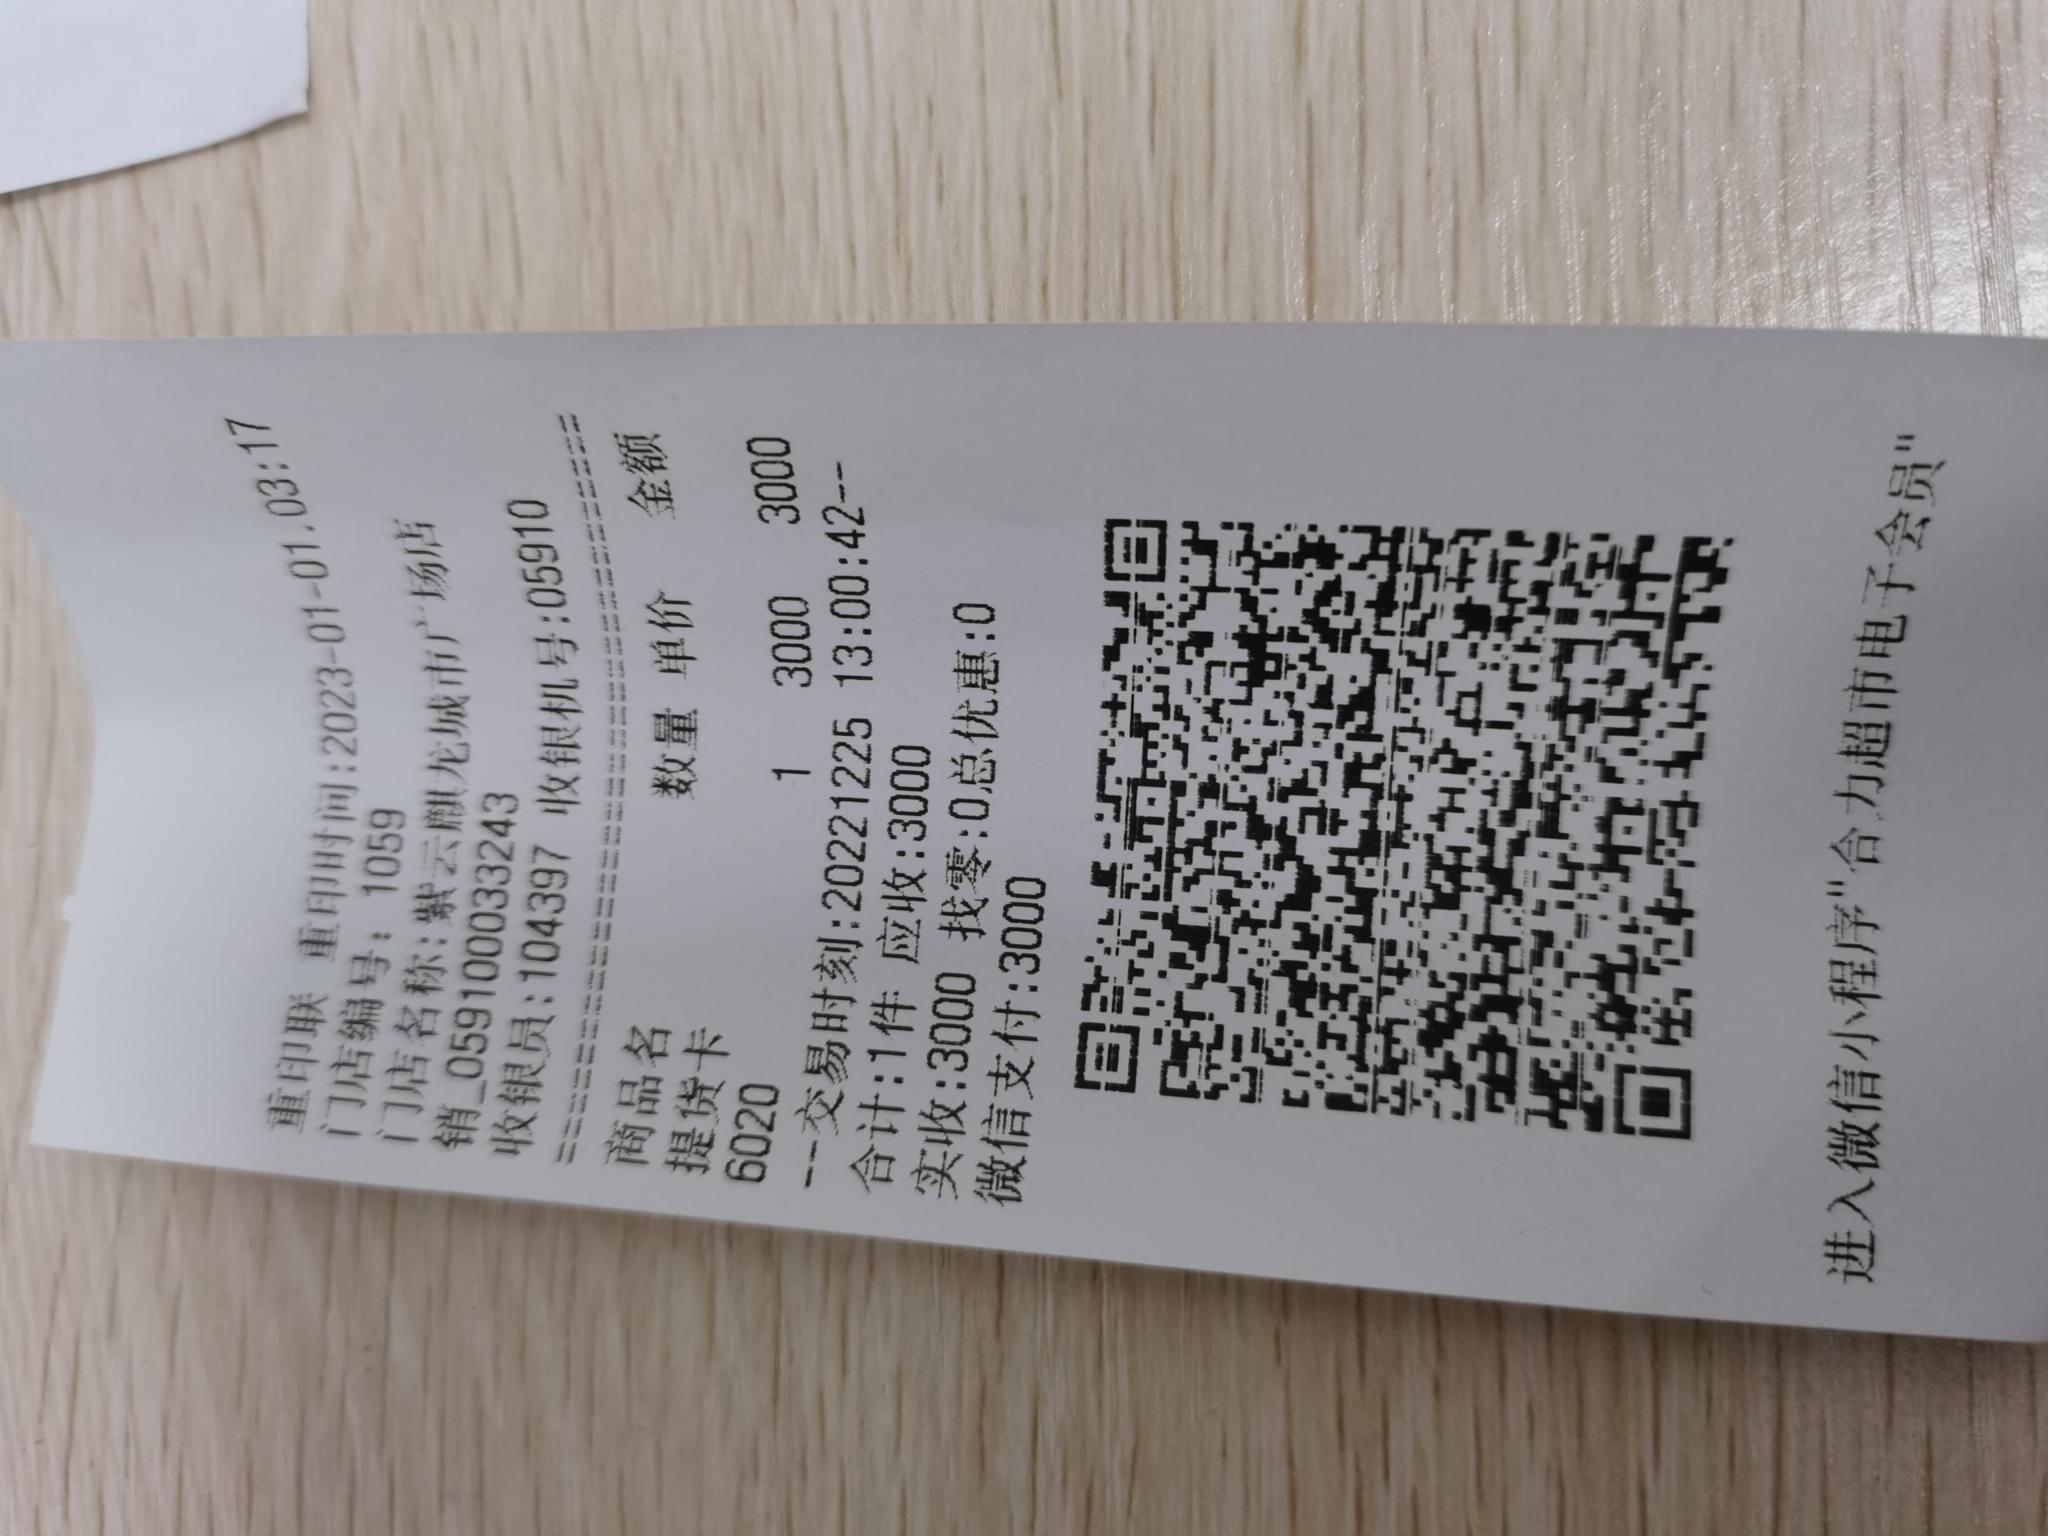 重印联 重印时间:2023-01-01.03:17
门店编号: 1059
门店名称:紫云麒龙城市广场店
销_0591000333243
收银员:104397 收银机号:05910
========================================
商品名 数量 单价 金额
提货卡
6020 1 3000 3000
--交易时刻:20221225 13:00:42--
合计:1件 应收:3000
实收:3000 找零:0总优惠:0
微信支付:3000
进入微信小程序"合力超市电子会员"